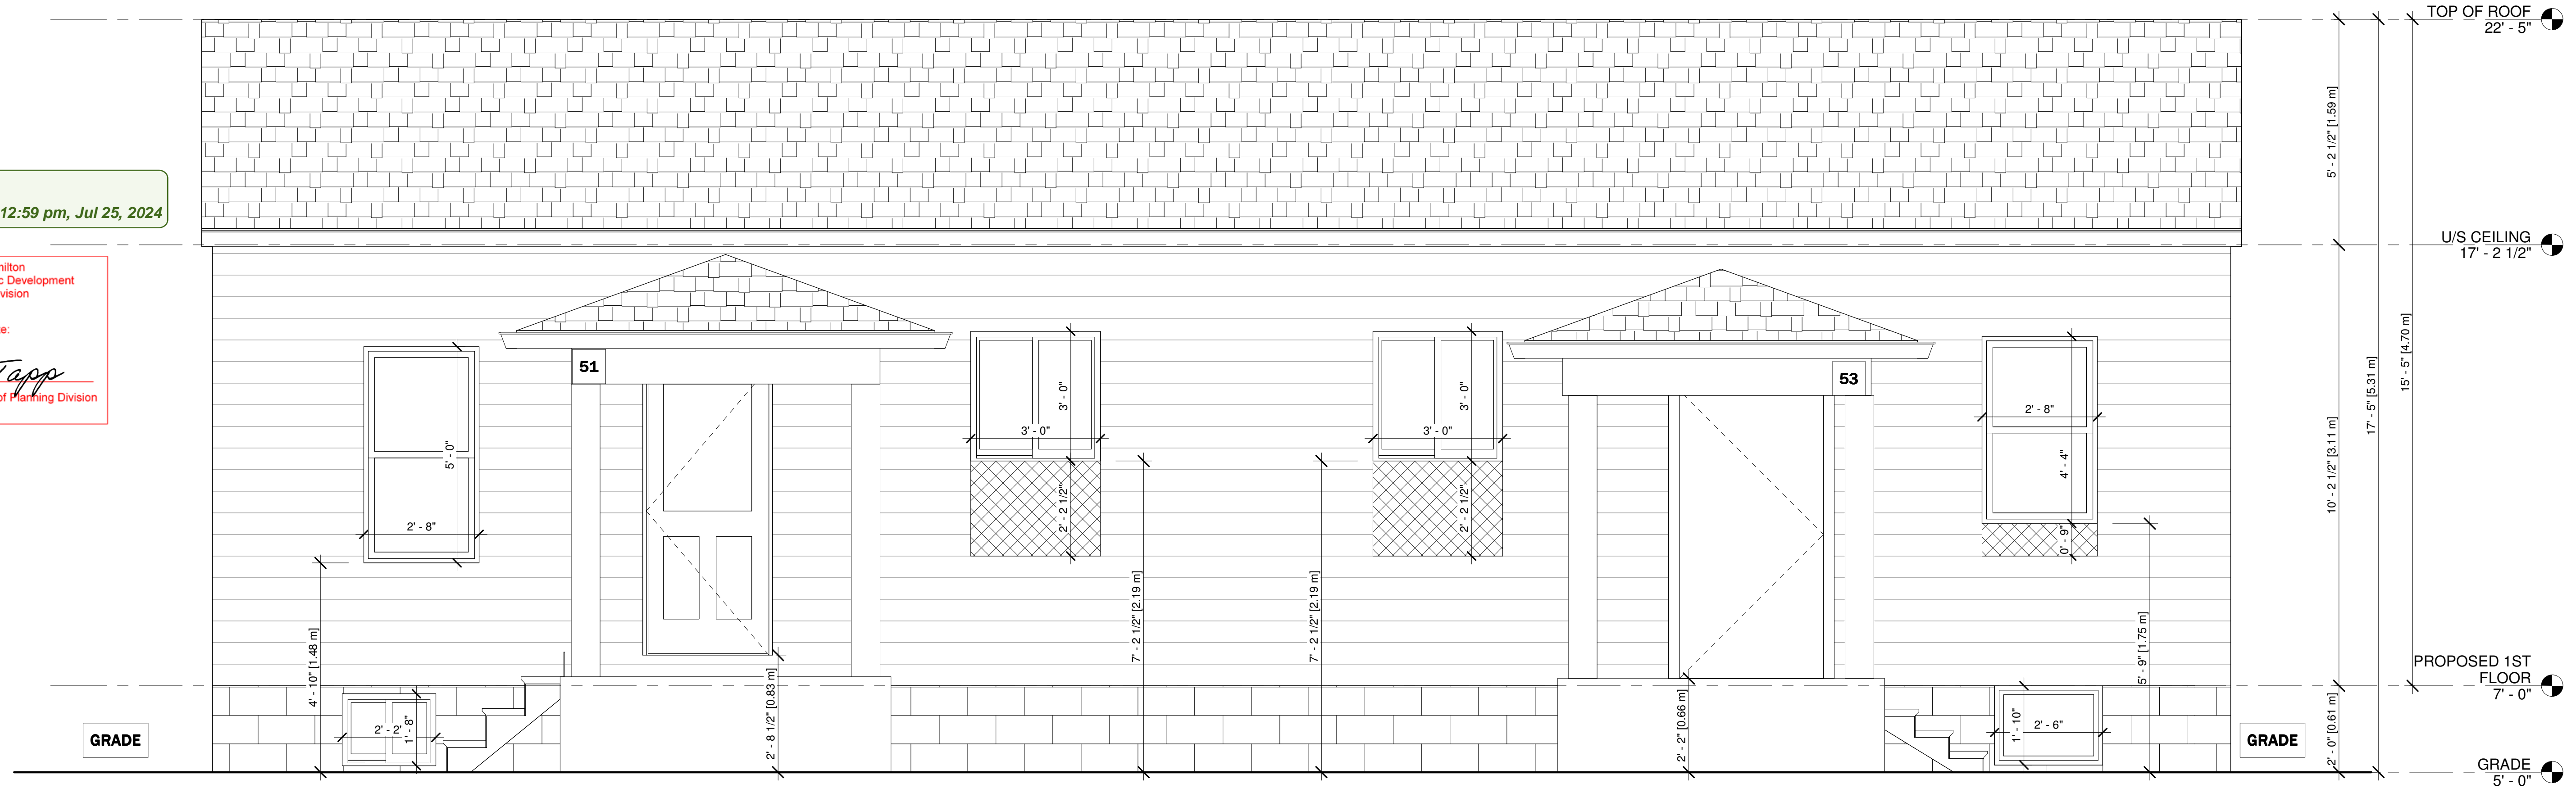 TOP OF ROOF
22' - 5"
5' - 2 1/2" [1.59 m]
12:59 pm, Jul 25, 2024
U/S CEILING
17' - 2 1/2"
Development
Tapp
of Planning Division
51
53
3' - 0"
3' - 0"
3' - 0"
3' - 0"
2' - 8"
5' - 0"
4' - 4"
2' - 8"
2' - 2 1/2"
2' - 2 1/2"
0' - 9"
15' - 5" [4.70 m]
17' - 5" [5.31 m]
10' - 2 1/2" [3.11 m]
4' - 10" [1.48 m]
7' - 2 1/2" [2.19 m]
7' - 2 1/2" [2.19 m]
5' - 9" [1.75 m]
PROPOSED 1ST
FLOOR
7' - 0"
GRADE
2' - 2"
1' - 8"
2' - 8 1/2" [0.83 m]
2' - 2" [0.66 m]
1' - 10"
2' - 6"
GRADE
2' - 0" [0.61 m]
GRADE
5' - 0"